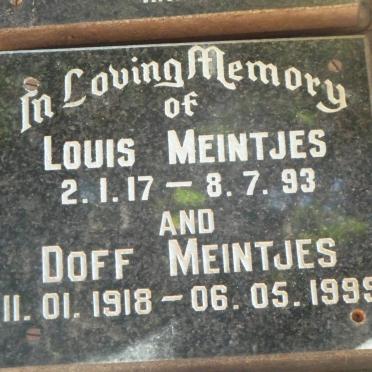 In Loving Memory
of
LOUIS MEINTJES
2.1.17 – 8.7.93
AND
DOFF MEINTJES
11.01.1918 – 06.05.1999